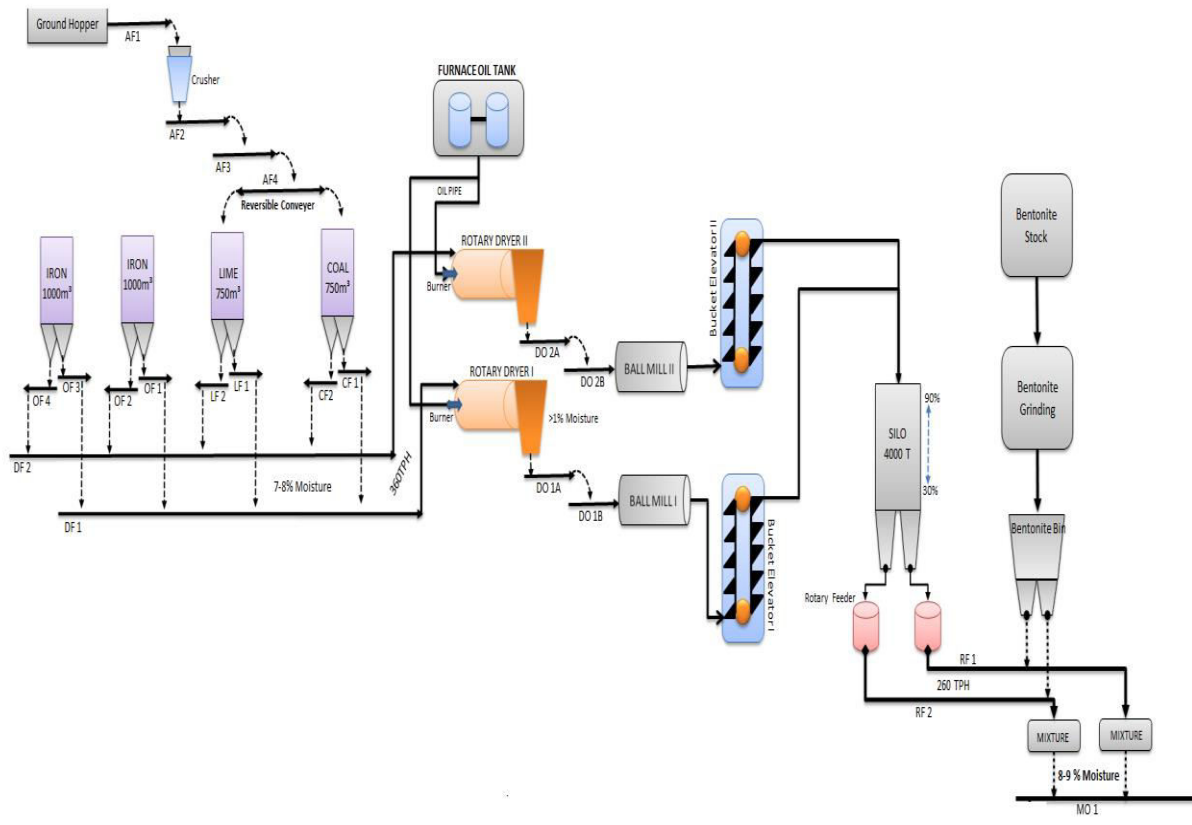 Ground Hopper
AF1
Crusher
AF2
AF3
AF4
Reversible Conveyer
FURNACE OIL TANK
OIL PIPE
IRON
1000m³
IRON
1000m³
LIME
750m³
COAL
750m³
OF 4
OF 3
OF 2
OF 1
LF 2
LF 1
CF2
CF 1
DF 2
7-8% Moisture
DF 1
360TPH
ROTARY DRYER II
Burner
DO 2A
DO 2B
BALL MILL II
Bucket Elevator II
ROTARY DRYER I
Burner
>1% Moisture
DO 1A
DO 1B
BALL MILL I
Bucket Elevator I
90%
SILO
4000 T
30%
Rotary Feeder
Bentonite
Stock
Bentonite
Grinding
Bentonite Bin
RF 1
260 TPH
RF 2
MIXTURE
MIXTURE
8-9 % Moisture
MO 1